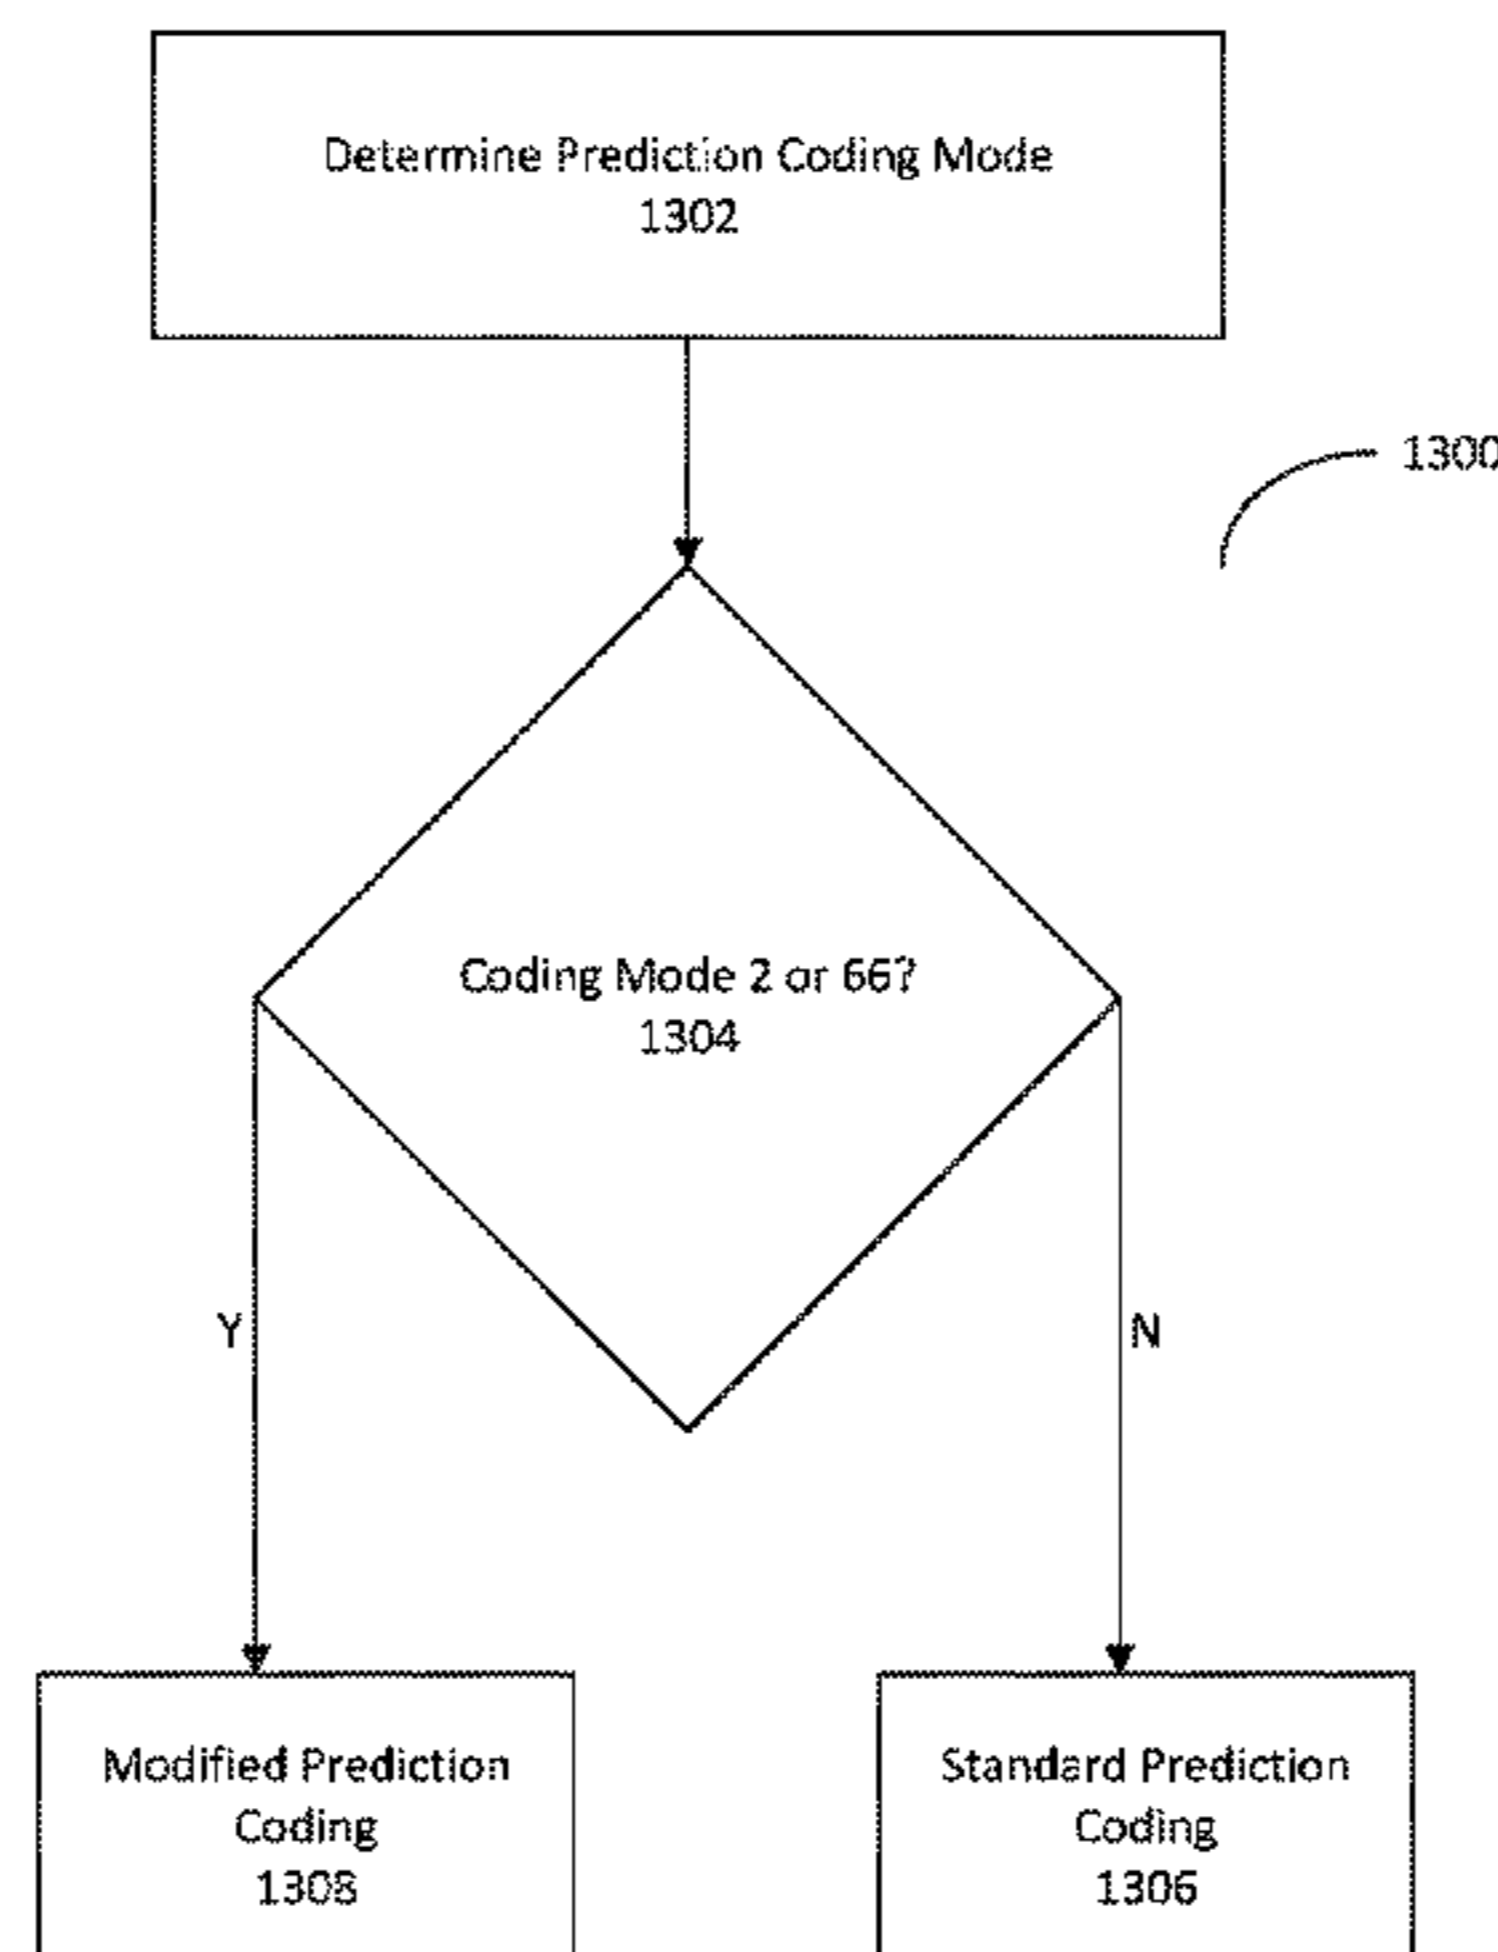 Determine Prediction Coding Mode
1302
1300
Coding Mode 2 or 66?
1304
Y
N
Modified Prediction
Coding
1308
Standard Prediction
Coding
1306